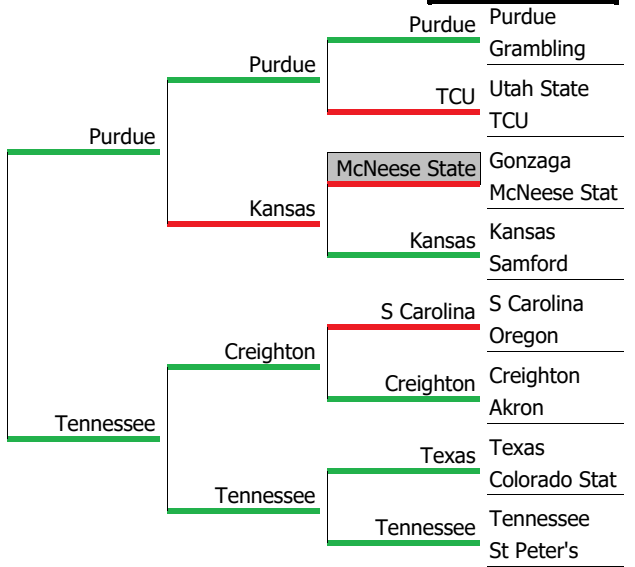 Purdue
Purdue
Grambling
Purdue
TCU
Utah State
TCU
Purdue
McNeese State
Gonzaga
McNeese Stat
Kansas
Kansas
Kansas
Samford
S Carolina
S Carolina
Oregon
Creighton
Creighton
Creighton
Akron
Tennessee
Texas
Texas
Colorado Stat
Tennessee
Tennessee
Tennessee
St Peter's